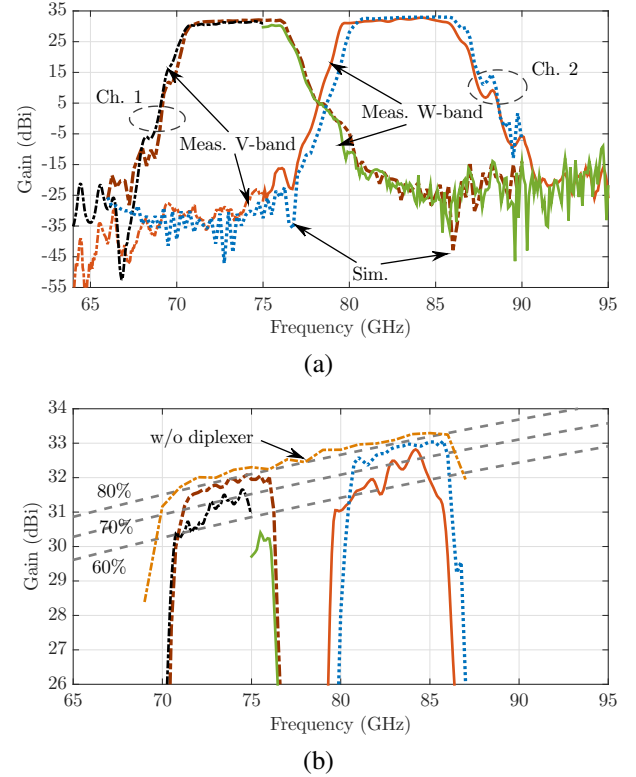 33
25
15
5
-5
-15
-25
-35
-45
-55
Gain (dBi)
Ch. 1
Ch. 2
Meas. W-band
Meas. V-band
Sim.
65 70 75 80 85 90 95
Frequency (GHz)
(a)
34
33
32
31
30
29
28
27
26
Gain (dBi)
w/o diplexer
80%
70%
60%
65 70 75 80 85 90 95
Frequency (GHz)
(b)